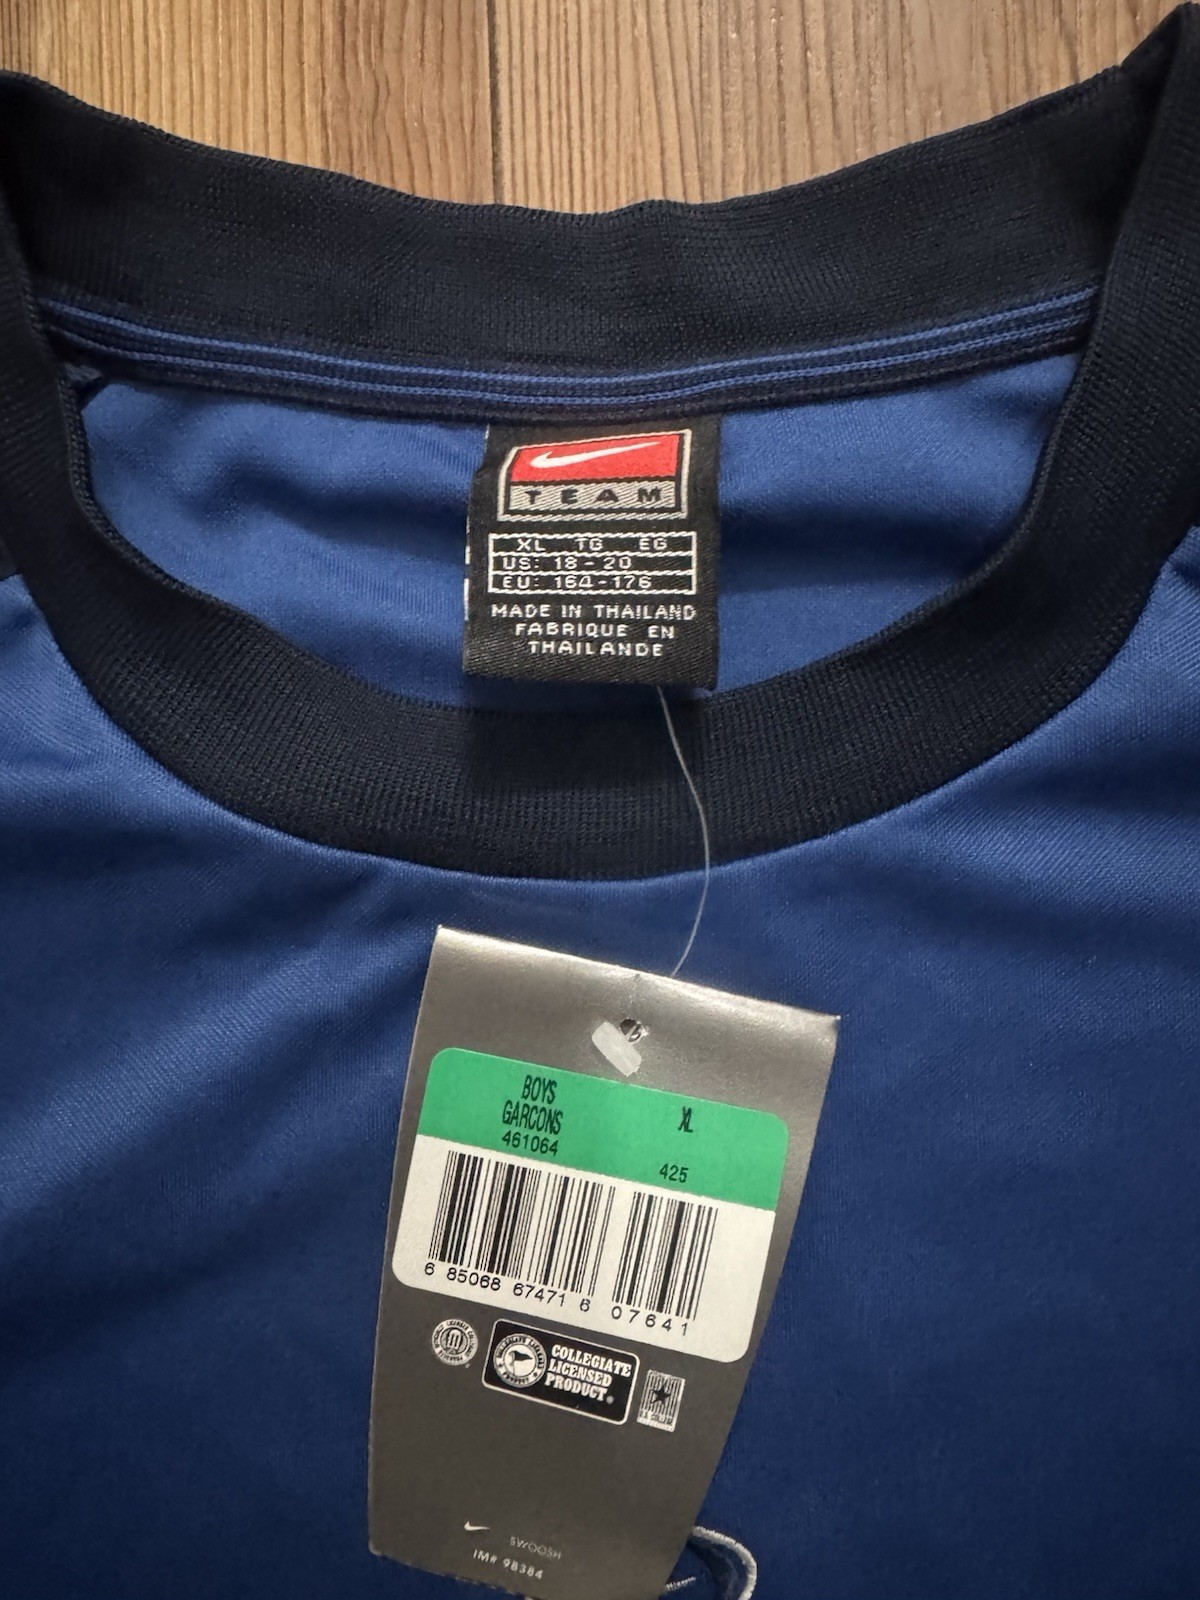 TEAM
XL TG EG
US: 18 - 20
EU: 164-176
MADE IN THAILAND
FABRIQUE EN
THAILANDE
BOYS XL
GARCONS
461064 425
6 85068 67471 6 07641
COLLEGIATE
LICENSED
PRODUCT
SWOOSH
IM# 98384